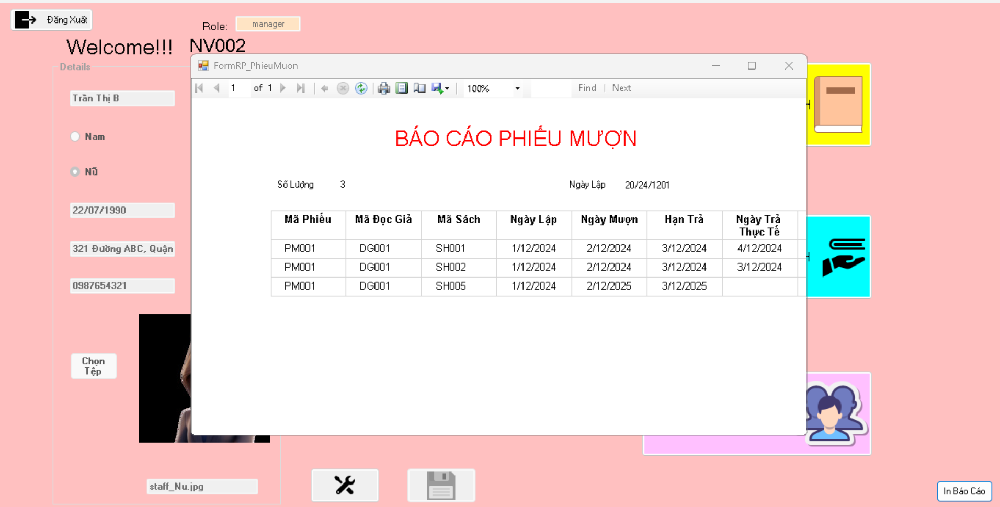 Đăng Xuất
Role: manager
Welcome!!! NV002
Details
Trần Thị B
Nam
Nữ
22/07/1990
321 Đường ABC, Quận
0987654321
Chọn
Tệp
staff_Nu.jpg
FormRP_PhieuMuon
1 of 1 100% Find | Next
BÁO CÁO PHIẾU MƯỢN
Số Lượng 3 Ngày Lập 20/24/1201
Mã Phiếu Mã Đọc Giả Mã Sách Ngày Lập Ngày Mượn Hạn Trả Ngày Trả Thực Tế
PM001 DG001 SH001 1/12/2024 2/12/2024 3/12/2024 4/12/2024
PM001 DG001 SH002 1/12/2024 2/12/2024 3/12/2024 3/12/2024
PM001 DG001 SH005 1/12/2024 2/12/2025 3/12/2025
In Báo Cáo